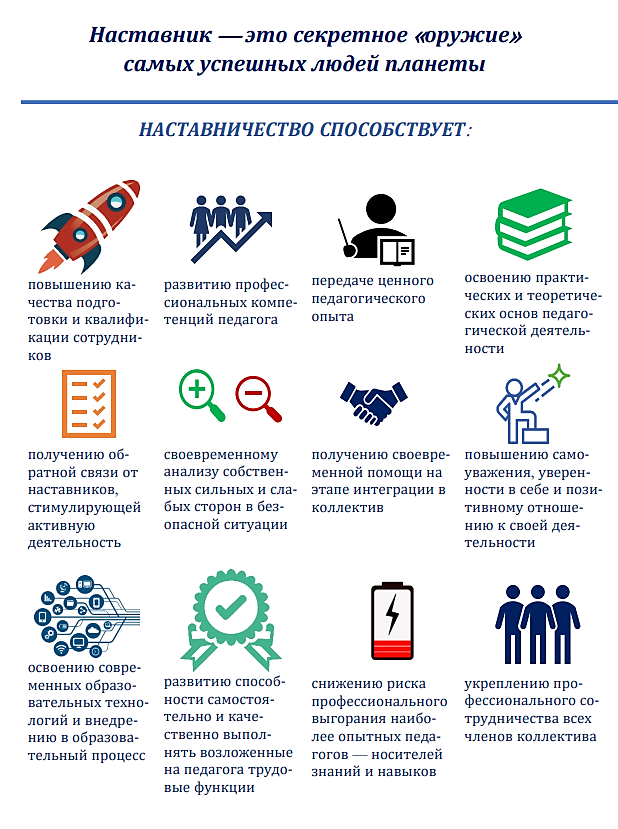 Наставник — это секретное «оружие»
самых успешных людей планеты
НАСТАВНИЧЕСТВО СПОСОБСТВУЕТ:
повышению ка-
чества подго-
товки и квалифи-
кации сотрудни-
ков
развитию профес-
сиональных компе-
тенций педагога
передаче ценного
педагогического
опыта
освоению практи-
ческих и теоретиче-
ских основ педаго-
гической деятель-
ности
получению об-
ратной связи от
наставников,
стимулирующей
активную
деятельность
своевременному
анализу собствен-
ных сильных и сла-
бых сторон в без-
опасной ситуации
получению своевре-
менной помощи на
этапе интеграции в
коллектив
повышению само-
уважения, уверен-
ности в себе и пози-
тивному отноше-
нию к своей дея-
тельности
освоению совре-
менных образо-
вательных техно-
логий и внедре-
нию в образова-
тельный процесс
развитию способ-
ности самостоя-
тельно и каче-
ственно выпол-
нять возложенные
на педагога трудо-
вые функции
снижению риска
профессионального
выгорания наибо-
лее опытных педа-
гогов — носителей
знаний и навыков
укреплению про-
фессионального со-
трудничества всех
членов коллектива